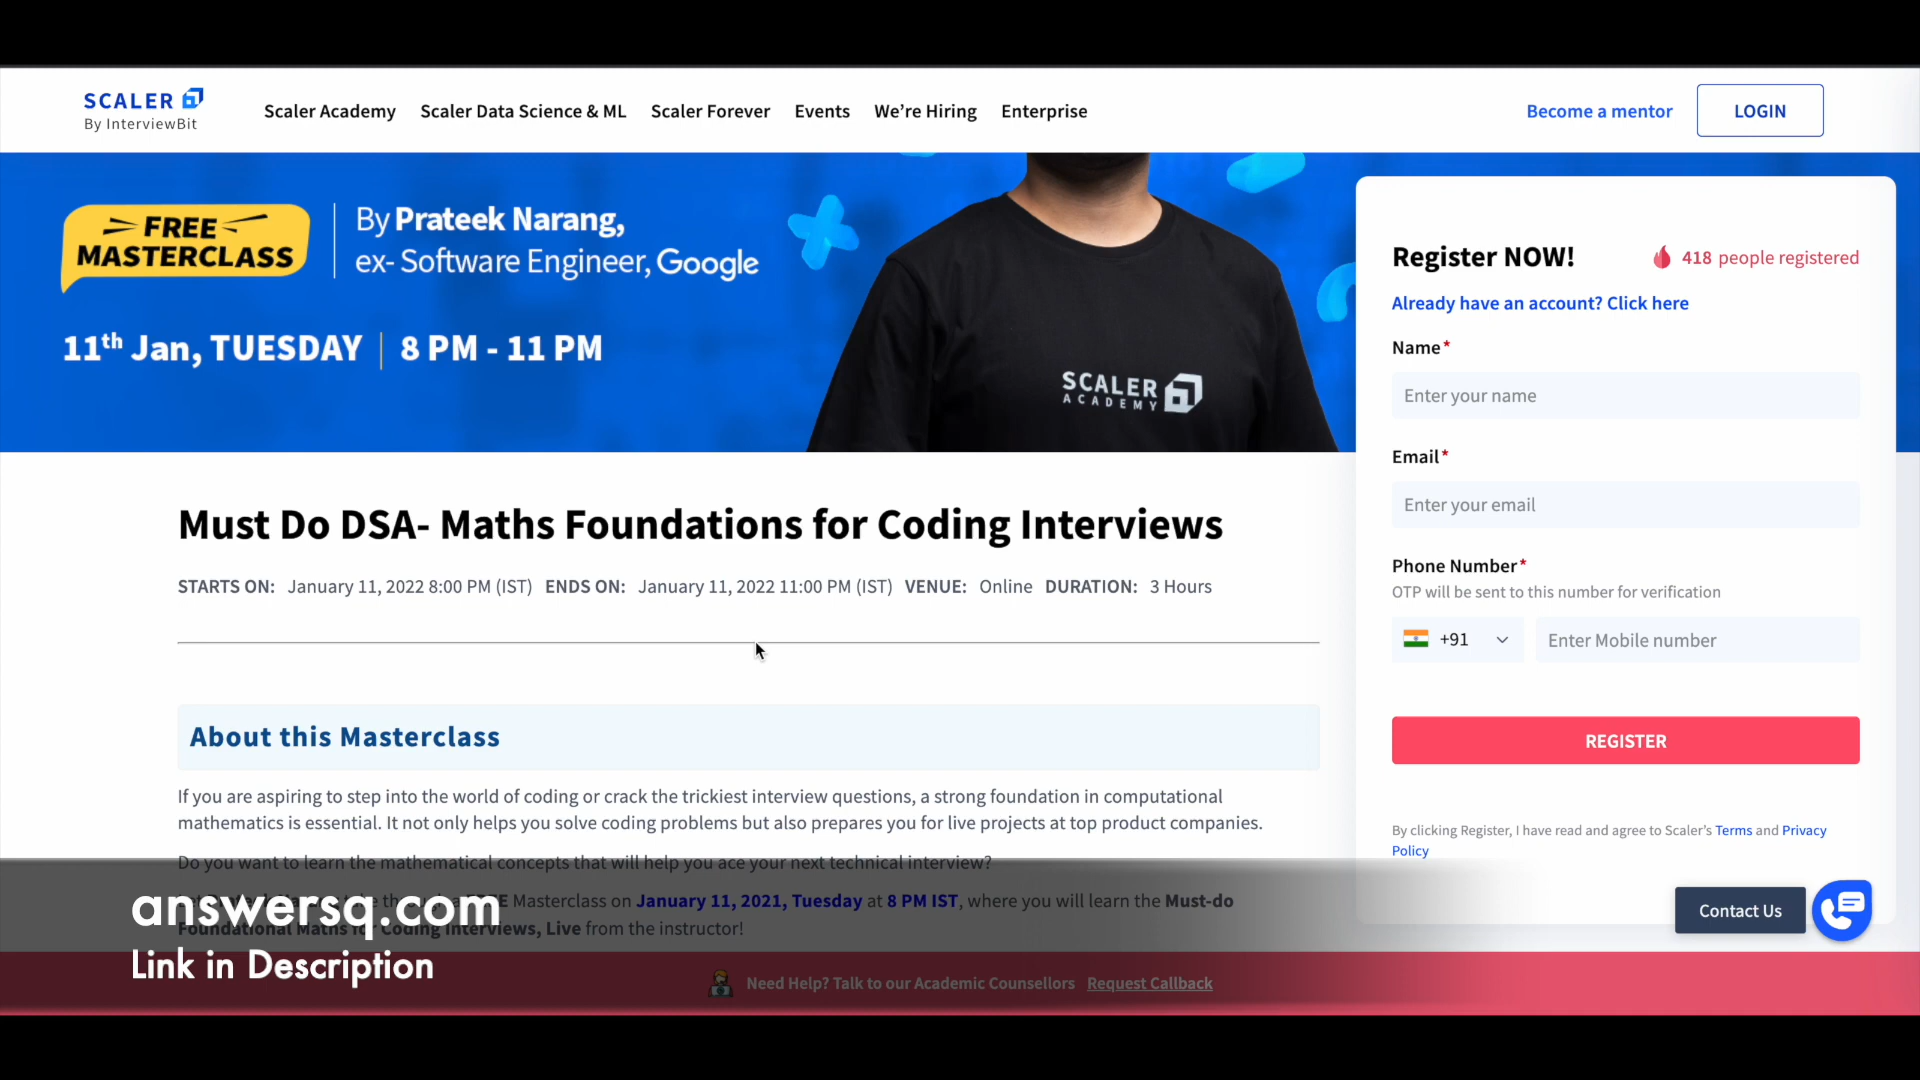 SCALER
By InterviewBit
Scaler Academy Scaler Data Science & ML Scaler Forever Events We're Hiring Enterprise
Become a mentor LOGIN
FREE
MASTERCLASS
By Prateek Narang,
ex- Software Engineer, Google
11th Jan, TUESDAY | 8 PM - 11 PM
SCALER
ACADEMY
Register NOW! 418 people registered
Already have an account? Click here
Name*
Enter your name
Email*
Enter your email
Phone Number*
OTP will be sent to this number for verification
+91 Enter Mobile number
REGISTER
By clicking Register, I have read and agree to Scaler's Terms and Privacy
Policy
Must Do DSA- Maths Foundations for Coding Interviews
STARTS ON: January 11, 2022 8:00 PM (IST) ENDS ON: January 11, 2022 11:00 PM (IST) VENUE: Online DURATION: 3 Hours
About this Masterclass
If you are aspiring to step into the world of coding or crack the trickiest interview questions, a strong foundation in computational
mathematics is essential. It not only helps you solve coding problems but also prepares you for live projects at top product companies.
Do you want to learn the mathematical concepts that will help you ace your next technical interview?
Masterclass on January 11, 2021, Tuesday at 8 PM IST, where you will learn the Must-do
Foundational Maths for Coding Interviews, Live from the instructor!
answersq.com
Link in Description
Contact Us
Need Help? Talk to our Academic Counsellors Request Callback